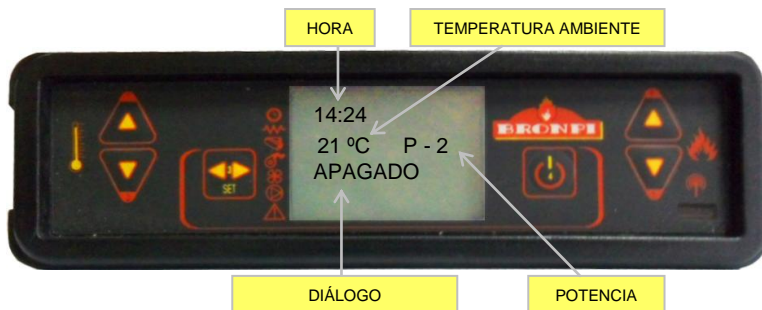 HORA
TEMPERATURA AMBIENTE
14:24
21 ºC P - 2
APAGADO
BRONPI
SET
DIÁLOGO
POTENCIA